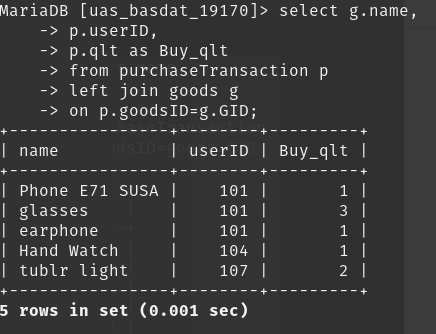 MariaDB [uas_basdat_19170]> select g.name,
    -> p.userID,
    -> p.qlt as Buy_qlt
    -> from purchaseTransaction p
    -> left join goods g
    -> on p.goodsID=g.GID;
+----------------+--------+---------+
| name           | userID | Buy_qlt |
+----------------+--------+---------+
| Phone E71 SUSA |    101 |       1 |
| glasses        |    101 |       3 |
| earphone       |    101 |       1 |
| Hand Watch     |    104 |       1 |
| tublr light    |    107 |       2 |
+----------------+--------+---------+
5 rows in set (0.001 sec)